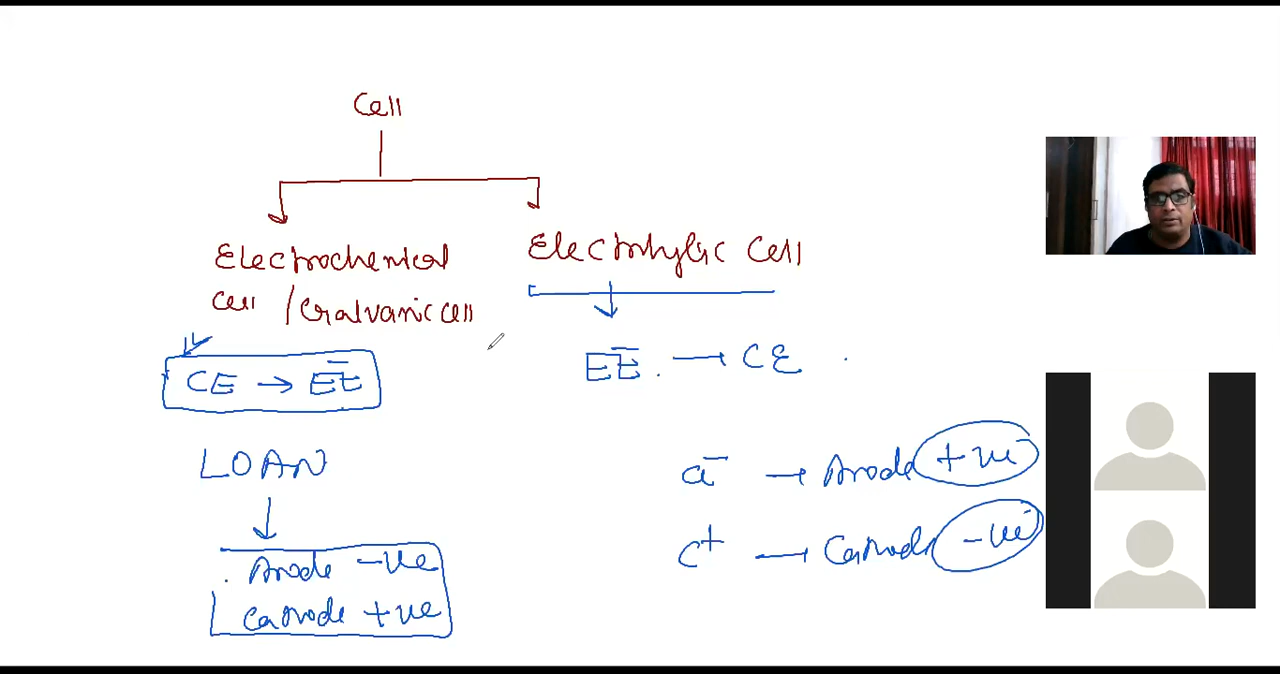 Cell
Electrochemical
Cell / Galvanic Cell
Electrolytic Cell
CE → EE
EE. → CE
LOAN
Anode -ve
Cathode +ve
a⁻ → Anode +ve
c⁺ → Cathode -ve